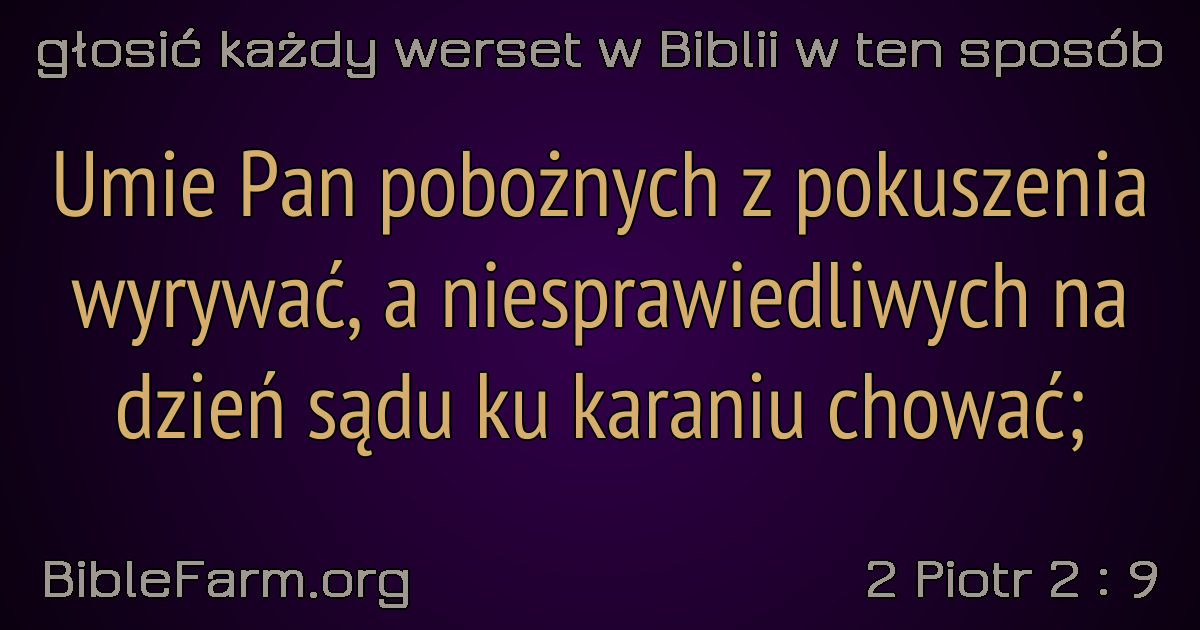 głosić każdy werset w Biblii w ten sposób
Umie Pan pobożnych z pokuszenia
wyrywać, a niesprawiedliwych na
dzień sądu ku karaniu chować;
BibleFarm.org
2 Piotr 2 : 9